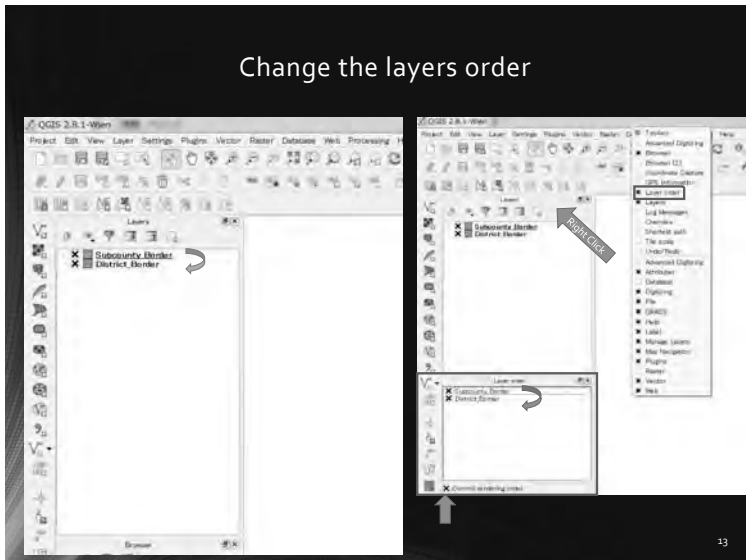 Change the layers order
QGIS 2.8.1-Wien
Project Edit View Layer Settings Plugins Vector Raster Database Web Processing H
Layers
Subcounty_Border
District_Border
Browser
QGIS 2.8.1-Wien
Project Edit View Layer Settings Plugins Vector Raster
Help
Layers
Subcounty_Border
District_Border
Right Click
Toolbox
Advanced Digitizing
Browser
Browser (2)
Coordinate Capture
GPS Information
Layer order
Layers
Log Messages
Overview
Shortest path
Tile scale
Undo/Redo
Advanced Digitizing
Attributes
Database
Digitizing
File
GRASS
Help
Label
Manage Layers
Map Navigation
Plugins
Raster
Vector
Web
Layer order
Subcounty_Border
District_Border
Control rendering order
13